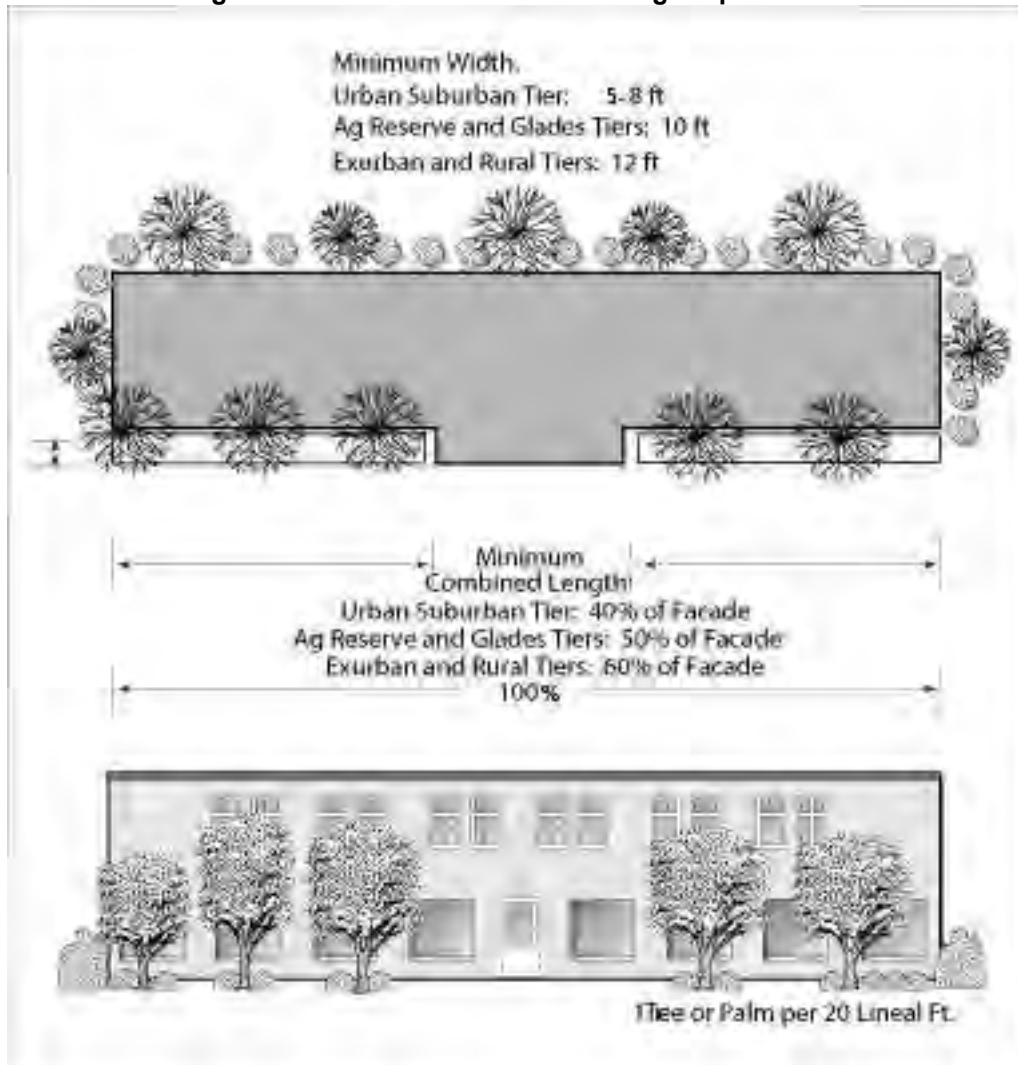 Minimum Width.
Urban Suburban Tier: 5-8 ft
Ag Reserve and Glades Tiers: 10 ft
Exurban and Rural Tiers: 12 ft
Minimum
Combined Length:
Urban Suburban Tier: 40% of Facade
Ag Reserve and Glades Tiers: 50% of Facade
Exurban and Rural Tiers: 60% of Facade
100%
1 Tree or Palm per 20 Lineal Ft.